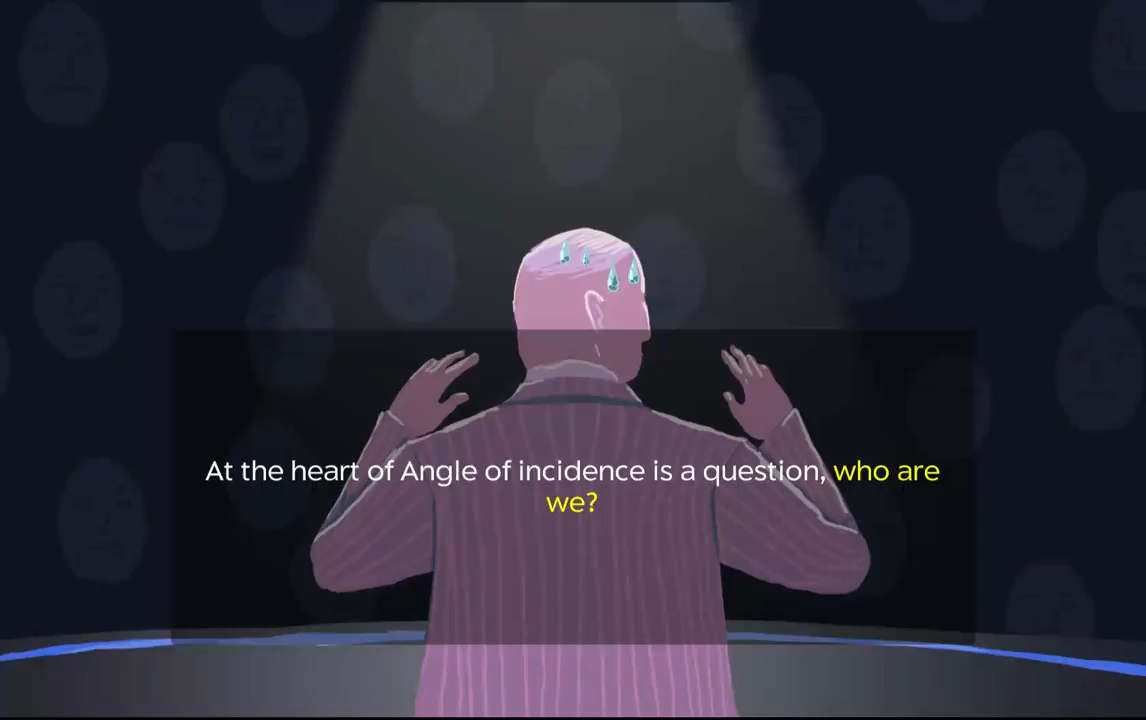 At the heart of Angle of incidence is a question, who are
we?